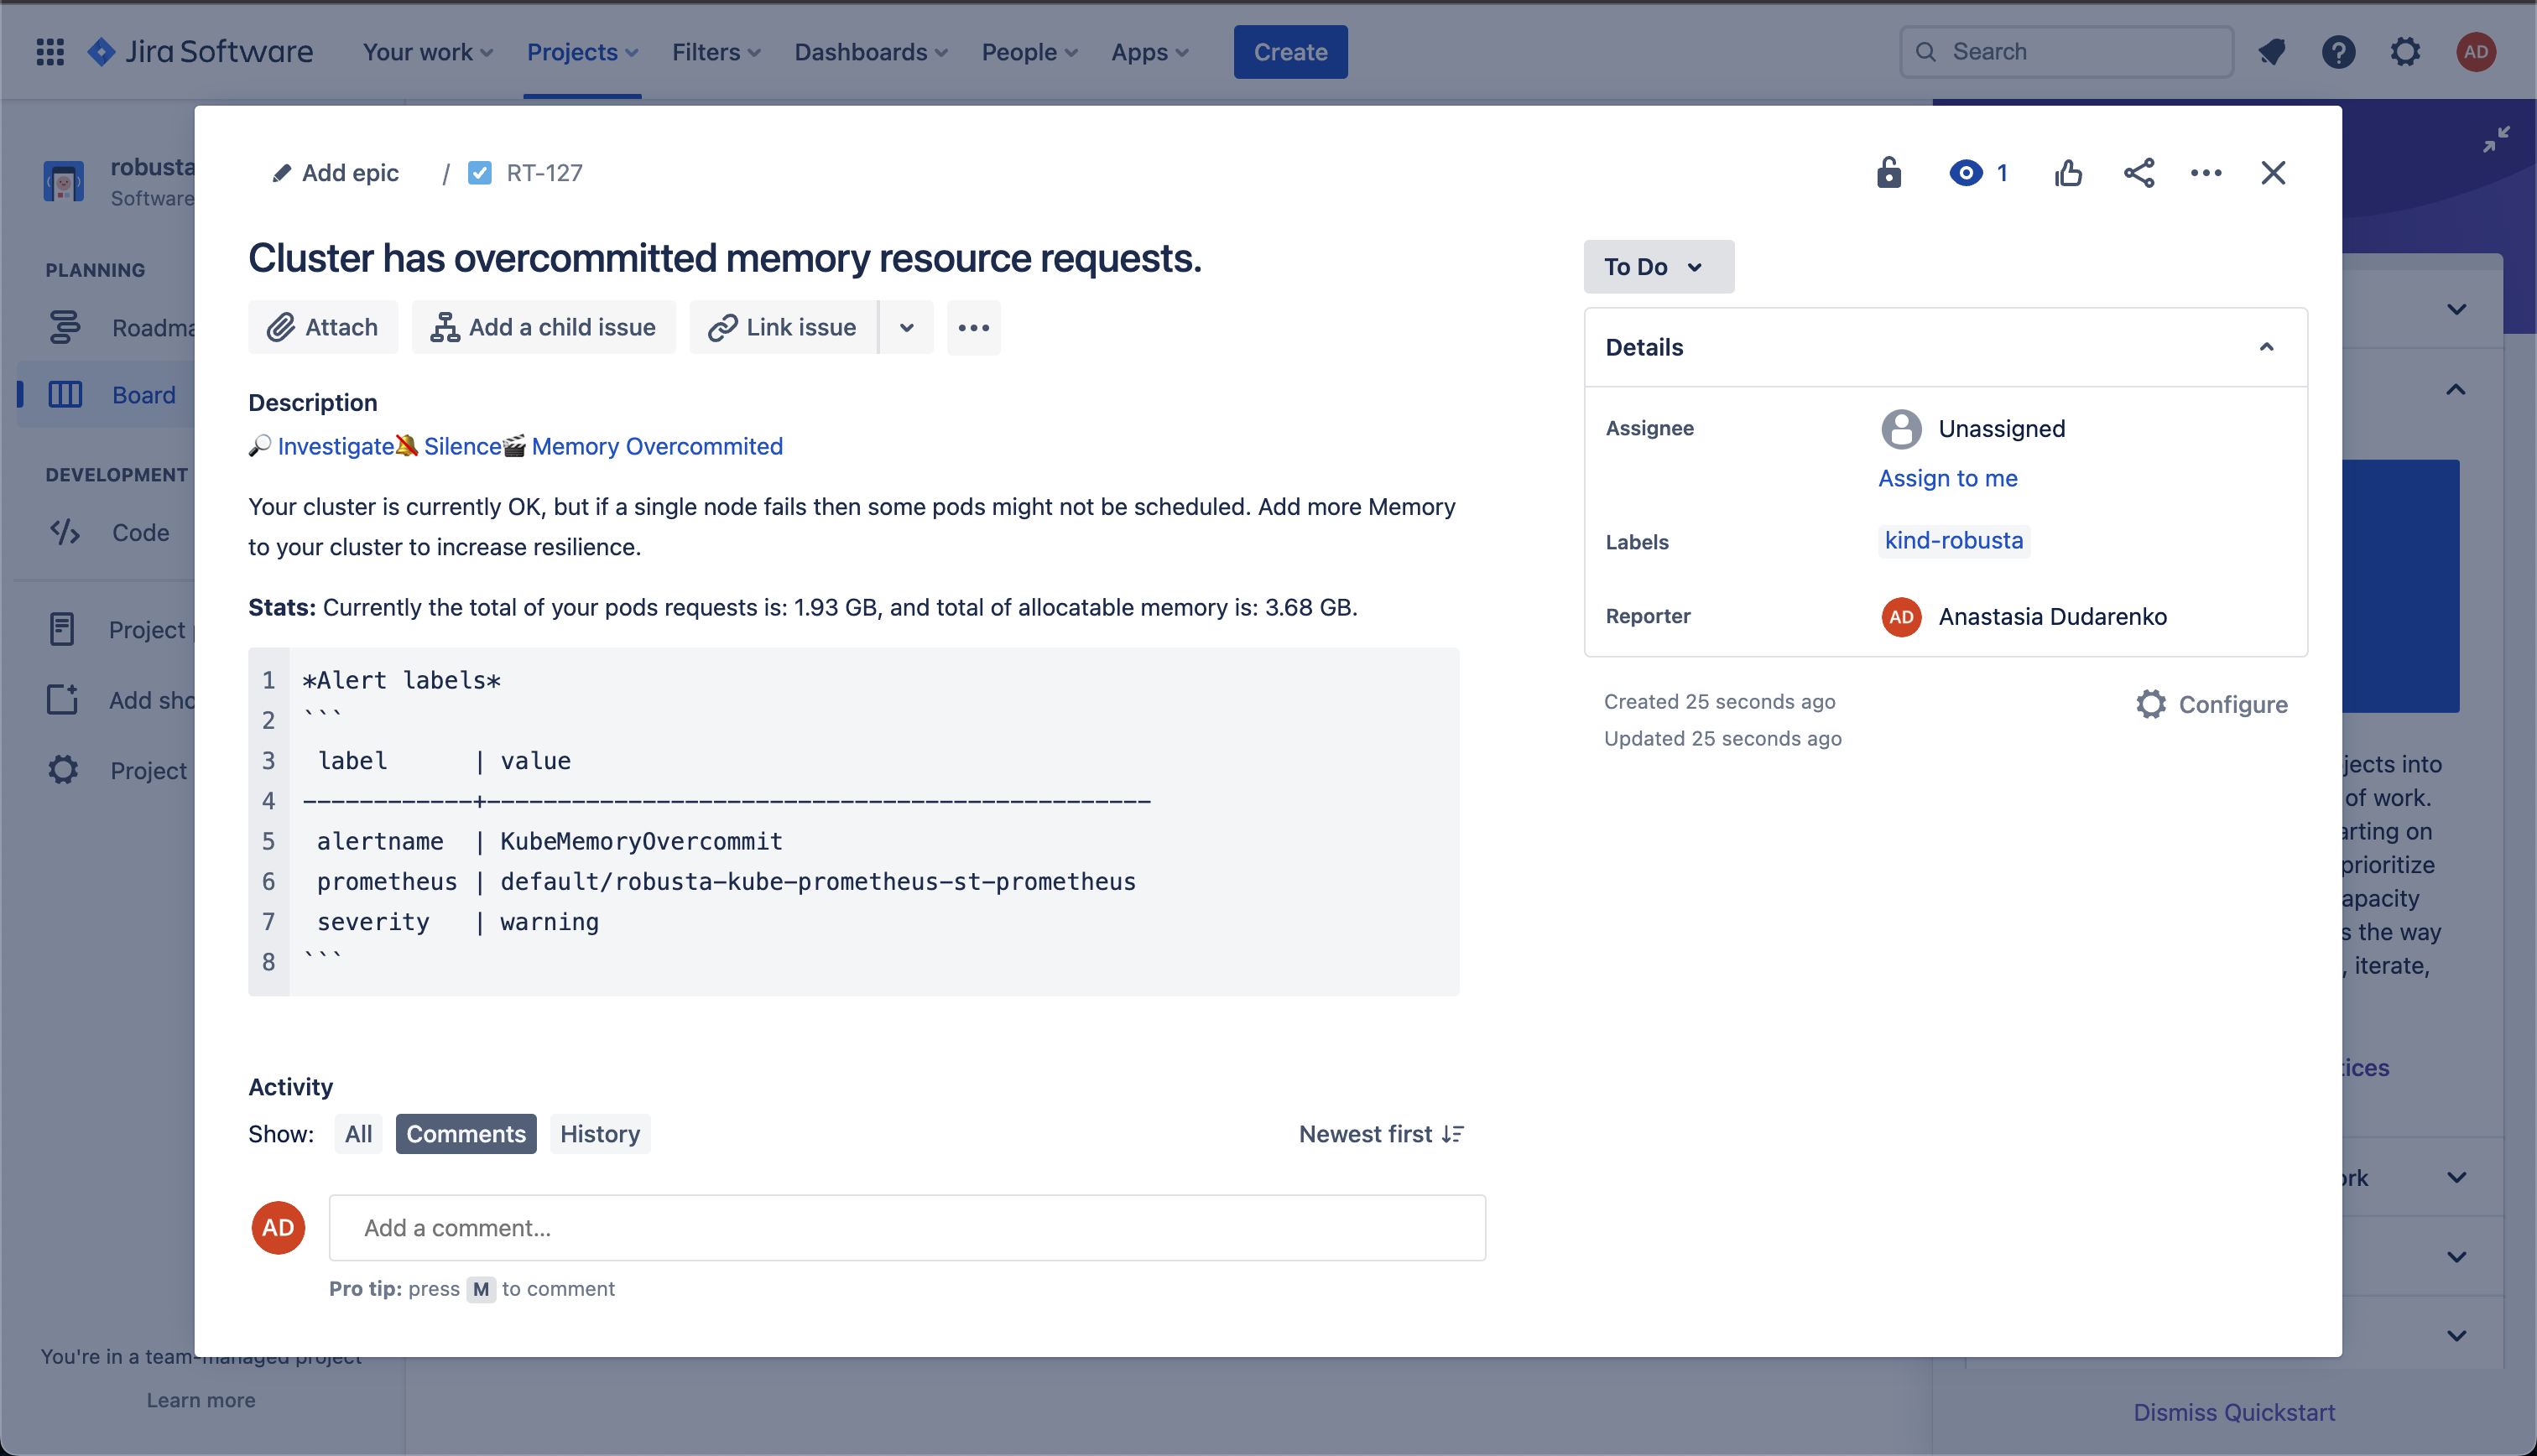 Jira Software
Your work
Projects
Filters
Dashboards
People
Apps
Create
Search
AD
robusta
Software
PLANNING
Board
DEVELOPMENT
Code
Project
Add
Project
You're in a team-managed project
Learn more
Add epic / RT-127
1
Cluster has overcommitted memory resource requests.
Attach
Add a child issue
Link issue
Description
Investigate Silence Memory Overcommited
Your cluster is currently OK, but if a single node fails then some pods might not be scheduled. Add more Memory
to your cluster to increase resilience.
Stats: Currently the total of your pods requests is: 1.93 GB, and total of allocatable memory is: 3.68 GB.
1 *Alert labels*
2 ```
3 label | value
4 ------------+-----------------------------------------------
5 alertname | KubeMemoryOvercommit
6 prometheus | default/robusta-kube-prometheus-st-prometheus
7 severity | warning
8 ```
Activity
Show: All Comments History
Newest first
AD
Add a comment...
Pro tip: press M to comment
To Do
Details
Assignee
Unassigned
Assign to me
Labels
kind-robusta
Reporter
AD Anastasia Dudarenko
Created 25 seconds ago
Updated 25 seconds ago
Configure
into
of work.
on
prioritize
the way
, iterate,
Dismiss Quickstart